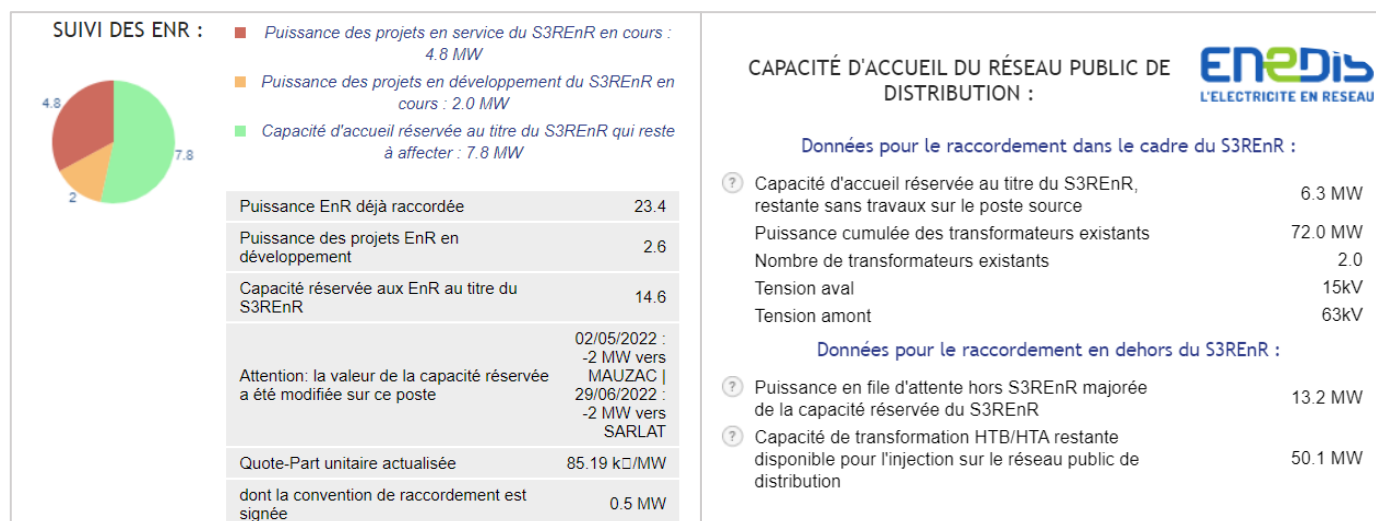 SUIVI DES ENR :
Puissance des projets en service du S3REnR en cours :
4.8 MW
Puissance des projets en développement du S3REnR en
cours : 2.0 MW
Capacité d'accueil réservée au titre du S3REnR qui reste
à affecter : 7.8 MW
4.8
7.8
2
Puissance EnR déjà raccordée 23.4
Puissance des projets EnR en
développement 2.6
Capacité réservée aux EnR au titre du
S3REnR 14.6
Attention: la valeur de la capacité réservée
a été modifiée sur ce poste
02/05/2022 :
-2 MW vers
MAUZAC |
29/06/2022 :
-2 MW vers
SARLAT
Quote-Part unitaire actualisée 85.19 k□/MW
dont la convention de raccordement est
signée 0.5 MW
CAPACITÉ D'ACCUEIL DU RÉSEAU PUBLIC DE
DISTRIBUTION :
ENEDIS
L'ELECTRICITE EN RESEAU
Données pour le raccordement dans le cadre du S3REnR :
? Capacité d'accueil réservée au titre du S3REnR,
restante sans travaux sur le poste source 6.3 MW
Puissance cumulée des transformateurs existants 72.0 MW
Nombre de transformateurs existants 2.0
Tension aval 15kV
Tension amont 63kV
Données pour le raccordement en dehors du S3REnR :
? Puissance en file d'attente hors S3REnR majorée
de la capacité réservée du S3REnR 13.2 MW
? Capacité de transformation HTB/HTA restante
disponible pour l'injection sur le réseau public de
distribution 50.1 MW